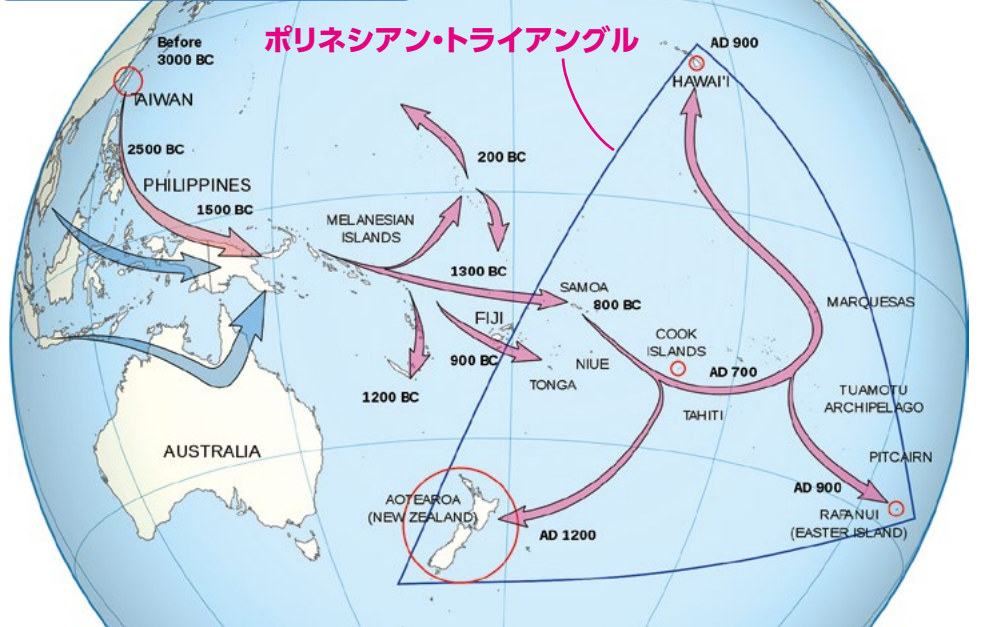 ポリネシアン・トライアングル
Before
3000 BC
TAIWAN
2500 BC
PHILIPPINES
1500 BC
MELANESIAN
ISLANDS
200 BC
1300 BC
AD 900
HAWAI'I
SAMOA
800 BC
FIJI
900 BC
1200 BC
NIUE
TONGA
COOK
ISLANDS
AD 700
TAHITI
MARQUESAS
TUAMOTU
ARCHIPELAGO
PITCAIRN
AD 900
RAPANUI
(EASTER ISLAND)
AUSTRALIA
AOTEAROA
(NEW ZEALAND)
AD 1200